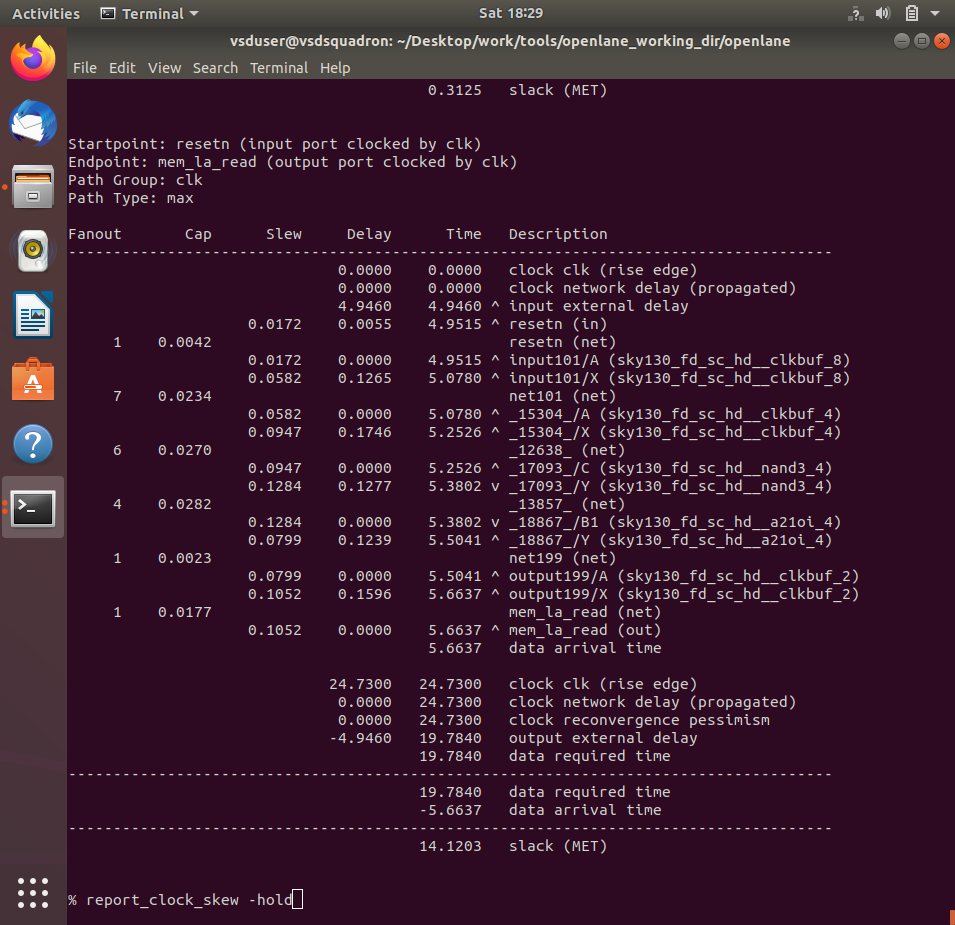 Activities Terminal Sat 18:29
vsduser@vsdsquadron: ~/Desktop/work/tools/openlane_working_dir/openlane
File Edit View Search Terminal Help
0.3125 slack (MET)
Startpoint: resetn (input port clocked by clk)
Endpoint: mem_la_read (output port clocked by clk)
Path Group: clk
Path Type: max
Fanout Cap Slew Delay Time Description
-------------------------------------------------------------------------------------
0.0000 0.0000 clock clk (rise edge)
0.0000 0.0000 clock network delay (propagated)
4.9460 4.9460 ^ input external delay
0.0172 0.0055 4.9515 ^ resetn (in)
1 0.0042 resetn (net)
0.0172 0.0000 4.9515 ^ input101/A (sky130_fd_sc_hd__clkbuf_8)
0.0582 0.1265 5.0780 ^ input101/X (sky130_fd_sc_hd__clkbuf_8)
7 0.0234 net101 (net)
0.0582 0.0000 5.0780 ^ _15304_/A (sky130_fd_sc_hd__clkbuf_4)
0.0947 0.1746 5.2526 ^ _15304_/X (sky130_fd_sc_hd__clkbuf_4)
6 0.0270 _12638_ (net)
0.0947 0.0000 5.2526 ^ _17093_/C (sky130_fd_sc_hd__nand3_4)
0.1284 0.1277 5.3802 v _17093_/Y (sky130_fd_sc_hd__nand3_4)
4 0.0282 _13857_ (net)
0.1284 0.0000 5.3802 v _18867_/B1 (sky130_fd_sc_hd__a21oi_4)
0.0799 0.1239 5.5041 ^ _18867_/Y (sky130_fd_sc_hd__a21oi_4)
1 0.0023 net199 (net)
0.0799 0.0000 5.5041 ^ output199/A (sky130_fd_sc_hd__clkbuf_2)
0.1052 0.1596 5.6637 ^ output199/X (sky130_fd_sc_hd__clkbuf_2)
1 0.0177 mem_la_read (net)
0.1052 0.0000 5.6637 ^ mem_la_read (out)
5.6637 data arrival time
24.7300 24.7300 clock clk (rise edge)
0.0000 24.7300 clock network delay (propagated)
0.0000 24.7300 clock reconvergence pessimism
-4.9460 19.7840 output external delay
19.7840 data required time
-------------------------------------------------------------------------------------
19.7840 data required time
-5.6637 data arrival time
-------------------------------------------------------------------------------------
14.1203 slack (MET)
% report_clock_skew -hold